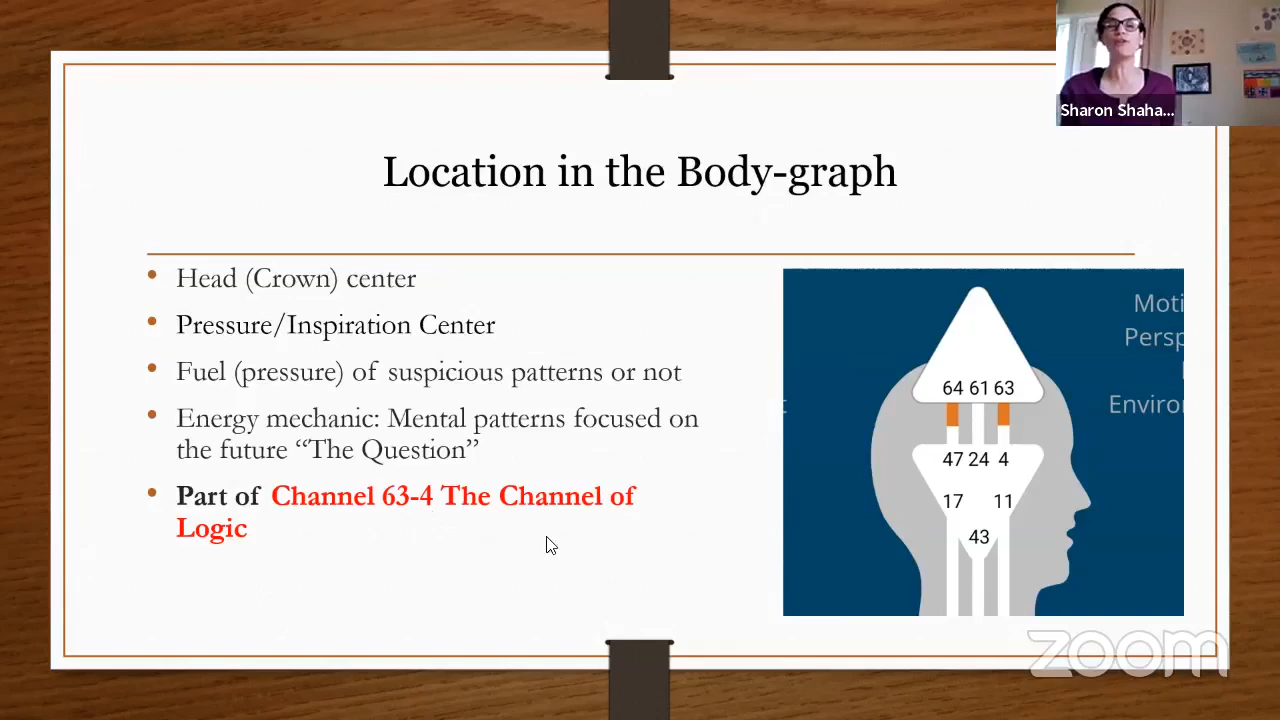 Sharon Shaha...
Location in the Body-graph
• Head (Crown) center
• Pressure/Inspiration Center
• Fuel (pressure) of suspicious patterns or not
• Energy mechanic: Mental patterns focused on
the future “The Question”
• Part of Channel 63-4 The Channel of
Logic
Moti
Persp
Enviro
t
64 61 63
47 24 4
17 11
43
zoom